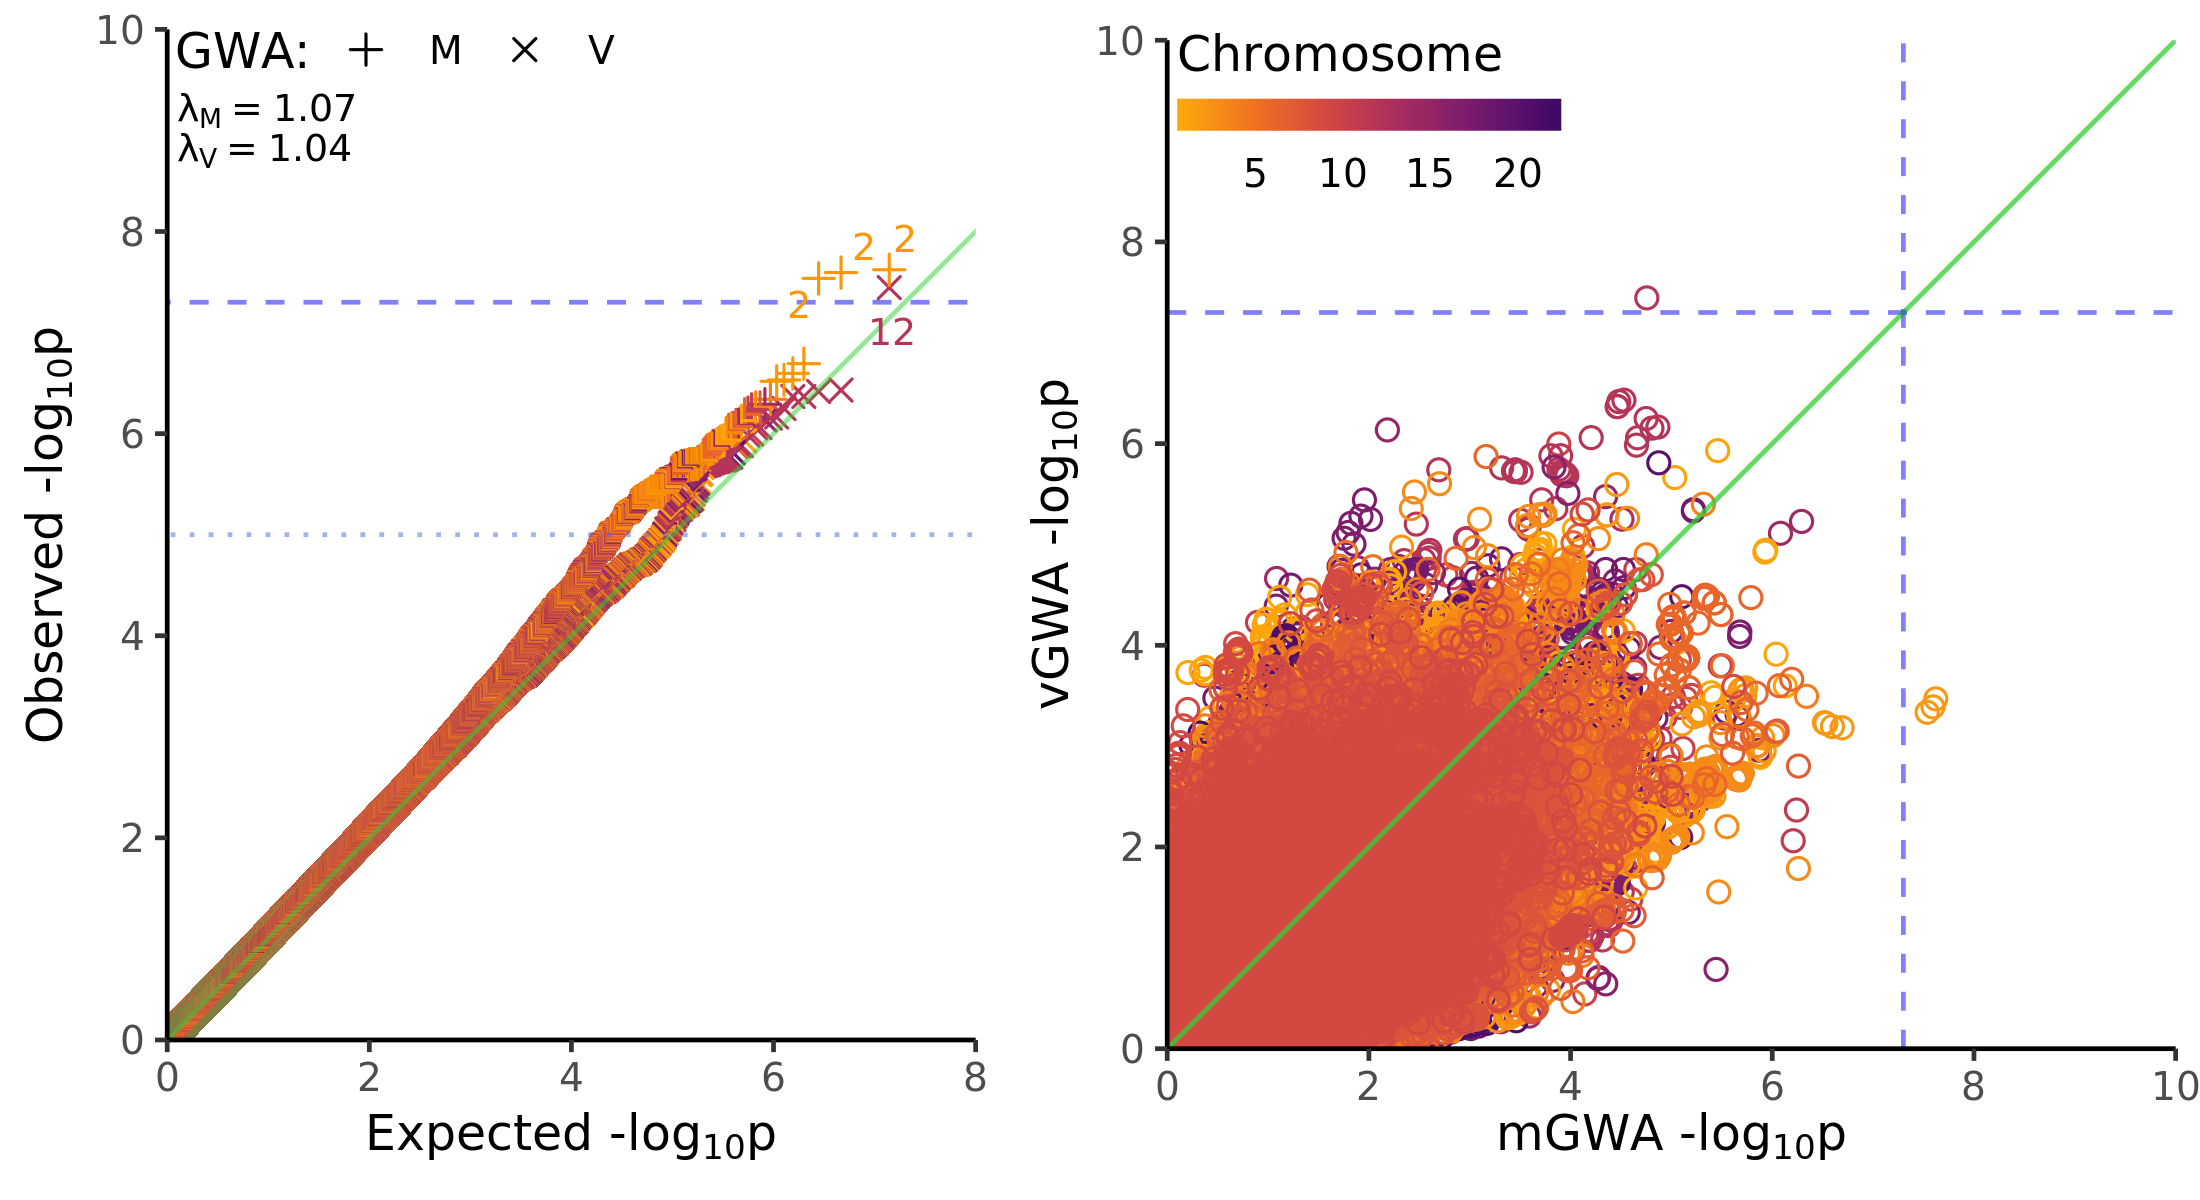 GWA: + M × V
λM = 1.07
λV = 1.04
10
8
6
4
2
0
0 2 4 6 8
Observed -log10p
Expected -log10p
2
2
2
12
Chromosome
5 10 15 20
10
8
6
4
2
0
0 2 4 6 8 10
vGWA -log10p
mGWA -log10p